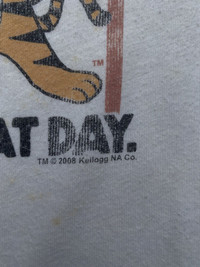 TM
AT DAY.
TM © 2008 Kellogg NA Co.